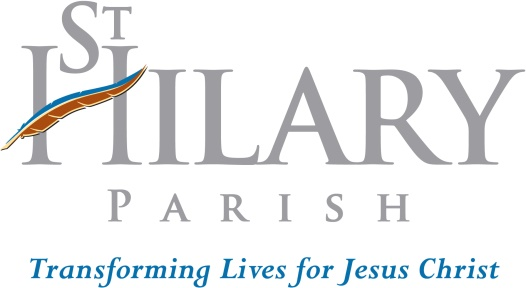 ST
HILARY
PARISH
Transforming Lives for Jesus Christ